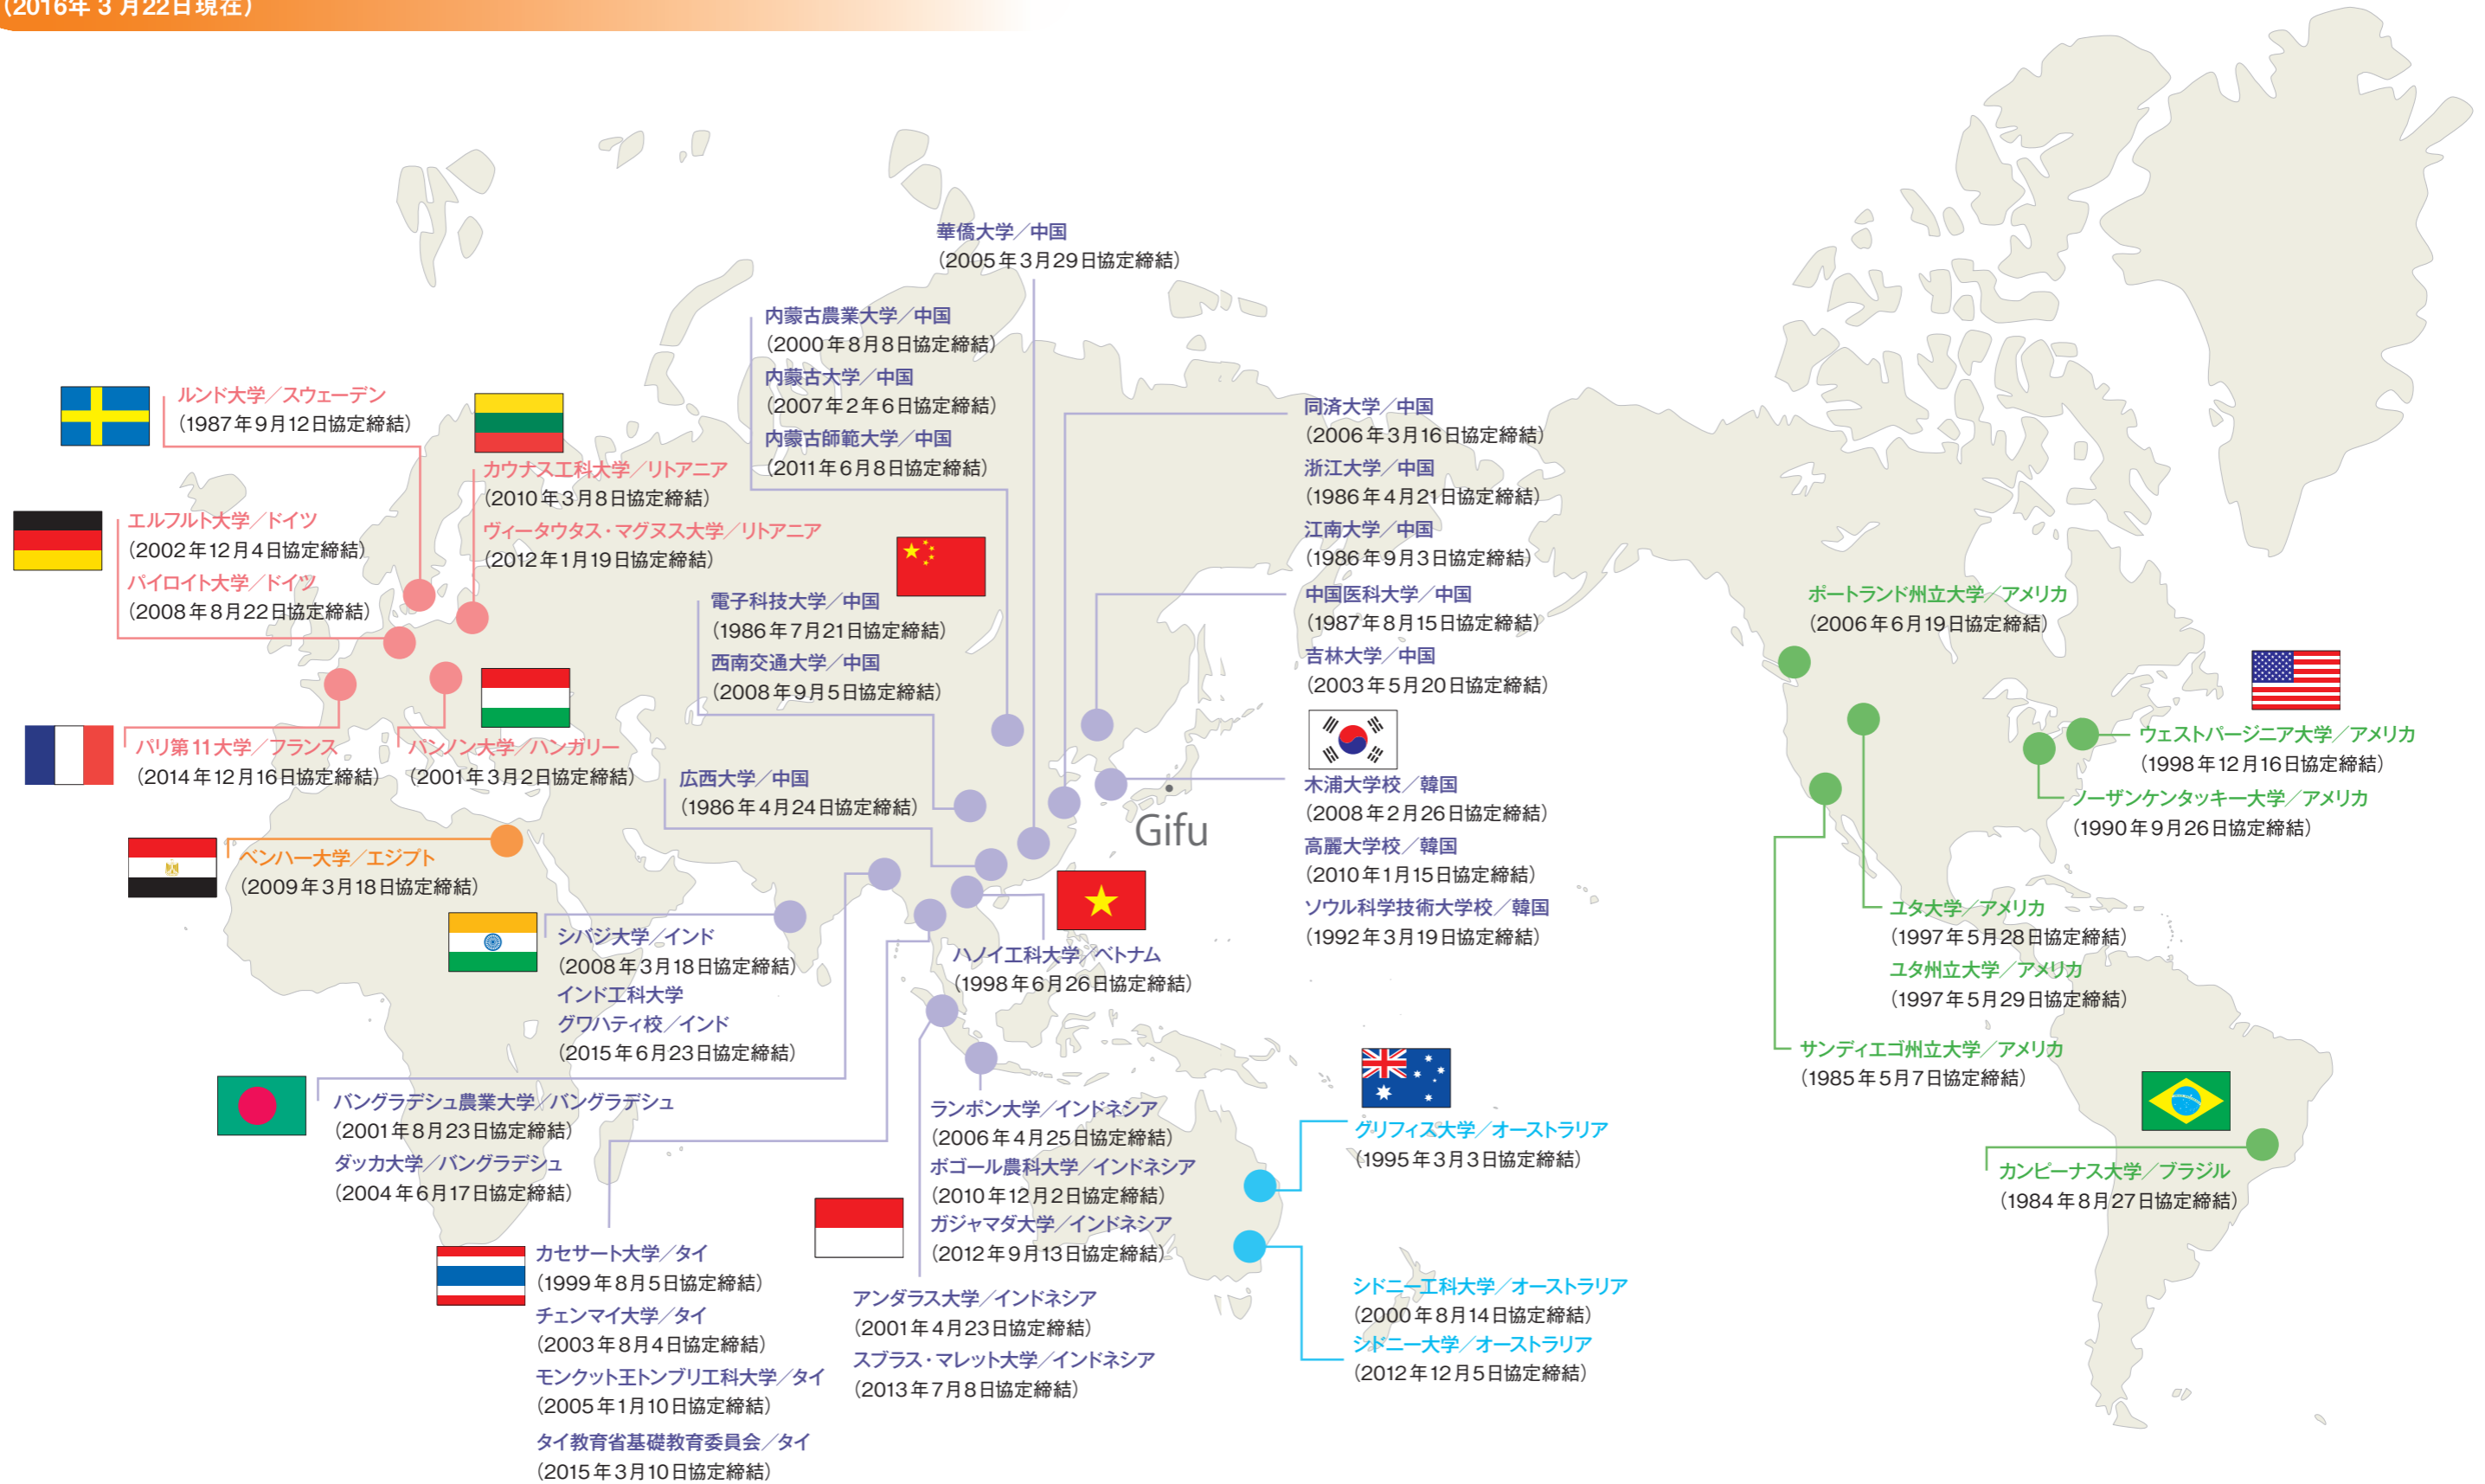 (2016年3月22日現在)
華僑大学／中国
(2005年3月29日協定締結)
内蒙古農業大学／中国
(2000年8月8日協定締結)
内蒙古大学／中国
(2007年2年6日協定締結)
内蒙古師範大学／中国
(2011年6月8日協定締結)
ルンド大学／スウェーデン
(1987年9月12日協定締結)
カウナス工科大学／リトアニア
(2010年3月8日協定締結)
ヴィータウタス・マグヌス大学／リトアニア
(2012年1月19日協定締結)
エルフルト大学／ドイツ
(2002年12月4日協定締結)
バイロイト大学／ドイツ
(2008年8月22日協定締結)
同済大学／中国
(2006年3月16日協定締結)
浙江大学／中国
(1986年4月21日協定締結)
江南大学／中国
(1986年9月3日協定締結)
中国医科大学／中国
(1987年8月15日協定締結)
吉林大学／中国
(2003年5月20日協定締結)
電子科技大学／中国
(1986年7月21日協定締結)
西南交通大学／中国
(2008年9月5日協定締結)
パリ第11大学／フランス
(2014年12月16日協定締結)
パンノン大学／ハンガリー
(2001年3月2日協定締結)
広西大学／中国
(1986年4月24日協定締結)
Gifu
木浦大学校／韓国
(2008年2月26日協定締結)
高麗大学校／韓国
(2010年1月15日協定締結)
ソウル科学技術大学校／韓国
(1992年3月19日協定締結)
ポートランド州立大学／アメリカ
(2006年6月19日協定締結)
ウェストバージニア大学／アメリカ
(1998年12月16日協定締結)
ノーザンケンタッキー大学／アメリカ
(1990年9月26日協定締結)
ベンハー大学／エジプト
(2009年3月18日協定締結)
シバジ大学／インド
(2008年3月18日協定締結)
インド工科大学
グワハティ校／インド
(2015年6月23日協定締結)
ハノイ工科大学／ベトナム
(1998年6月26日協定締結)
ユタ大学／アメリカ
(1997年5月28日協定締結)
ユタ州立大学／アメリカ
(1997年5月29日協定締結)
サンディエゴ州立大学／アメリカ
(1985年5月7日協定締結)
バングラデシュ農業大学／バングラデシュ
(2001年8月23日協定締結)
ダッカ大学／バングラデシュ
(2004年6月17日協定締結)
ランポン大学／インドネシア
(2006年4月25日協定締結)
ボゴール農科大学／インドネシア
(2010年12月2日協定締結)
ガジャマダ大学／インドネシア
(2012年9月13日協定締結)
グリフィス大学／オーストラリア
(1995年3月3日協定締結)
カンピーナス大学／ブラジル
(1984年8月27日協定締結)
カセサート大学／タイ
(1999年8月5日協定締結)
チェンマイ大学／タイ
(2003年8月4日協定締結)
モンクット王トンブリ工科大学／タイ
(2005年1月10日協定締結)
タイ教育省基礎教育委員会／タイ
(2015年3月10日協定締結)
アンダラス大学／インドネシア
(2001年4月23日協定締結)
スブラス・マレット大学／インドネシア
(2013年7月8日協定締結)
シドニー工科大学／オーストラリア
(2000年8月14日協定締結)
シドニー大学／オーストラリア
(2012年12月5日協定締結)